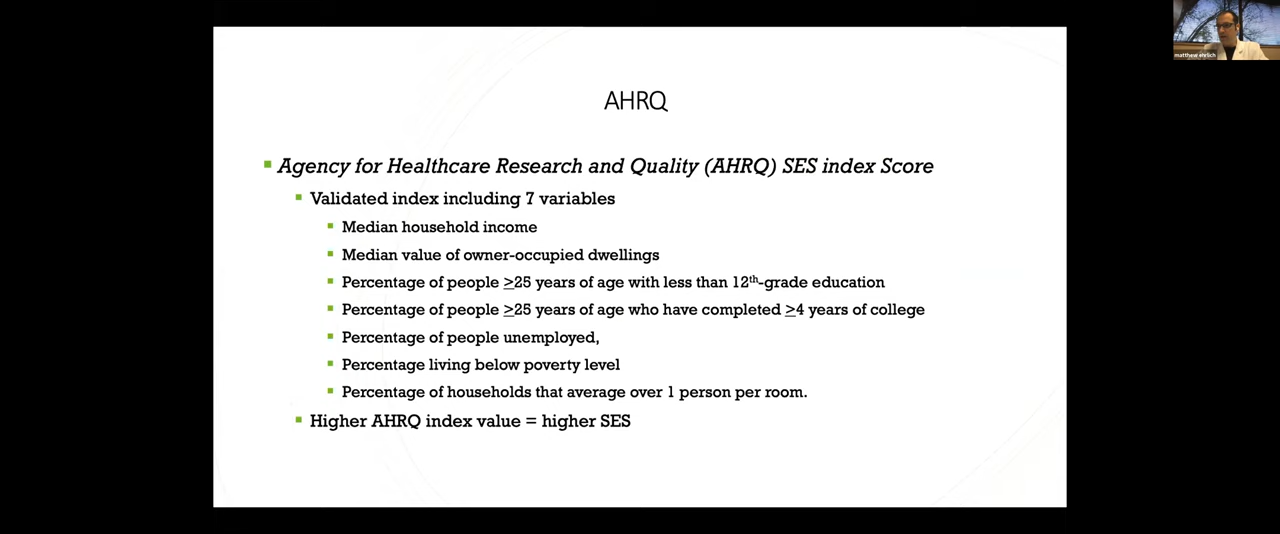 AHRQ
Agency for Healthcare Research and Quality (AHRQ) SES index Score
Validated index including 7 variables
Median household income
Median value of owner-occupied dwellings
Percentage of people ≥25 years of age with less than 12th-grade education
Percentage of people ≥25 years of age who have completed ≥4 years of college
Percentage of people unemployed,
Percentage living below poverty level
Percentage of households that average over 1 person per room.
Higher AHRQ index value = higher SES
matthew ehrlich